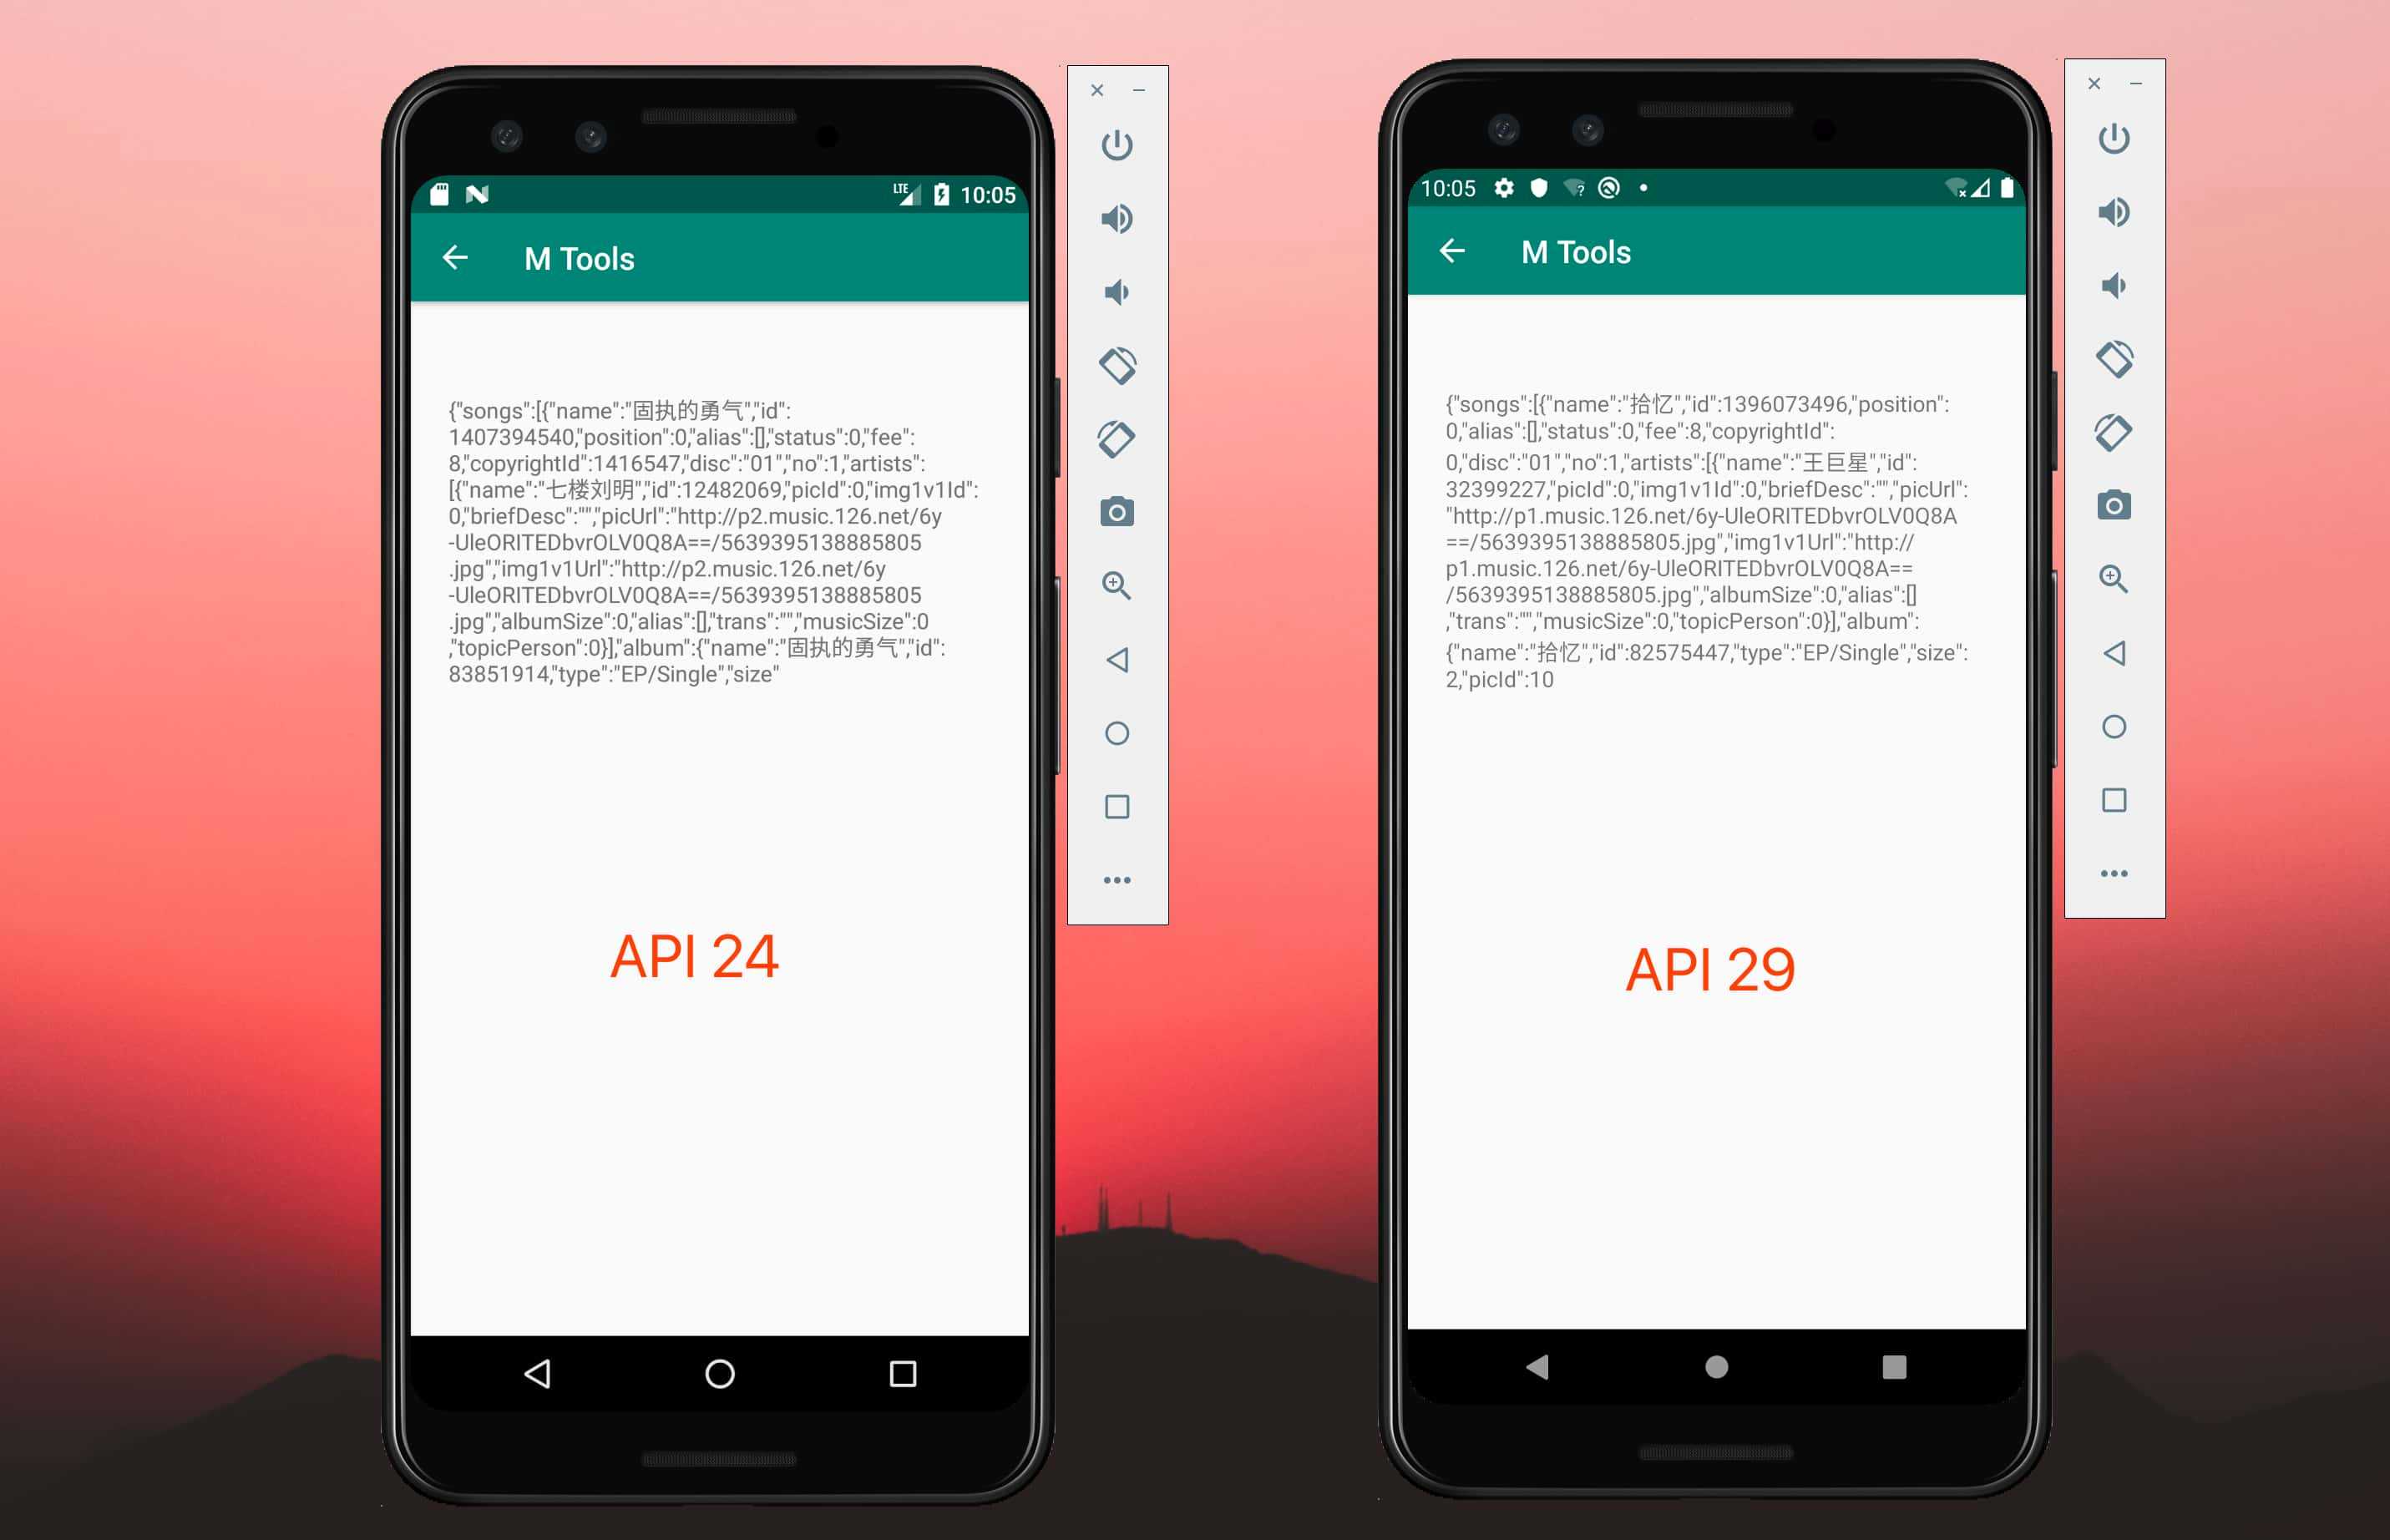 LTE 10:05
M Tools
{"songs":[{"name":"固执的勇气","id":
1407394540,"position":0,"alias":[],"status":0,"fee":
8,"copyrightId":1416547,"disc":"01","no":1,"artists":
[{"name":"七楼刘明","id":12482069,"picId":0,"img1v1Id":
0,"briefDesc":"","picUrl":"http://p2.music.126.net/6y
-UleORITEDbvrOLV0Q8A==/5639395138885805
.jpg","img1v1Url":"http://p2.music.126.net/6y
-UleORITEDbvrOLV0Q8A==/5639395138885805
.jpg","albumSize":0,"alias":[],"trans":"","musicSize":0
,"topicPerson":0}],"album":{"name":"固执的勇气","id":
83851914,"type":"EP/Single","size"
API 24
10:05
M Tools
{"songs":[{"name":"拾忆","id":1396073496,"position":
0,"alias":[],"status":0,"fee":8,"copyrightId":
0,"disc":"01","no":1,"artists":[{"name":"王巨星","id":
32399227,"picId":0,"img1v1Id":0,"briefDesc":"","picUrl":
"http://p1.music.126.net/6y-UleORITEDbvrOLV0Q8A
==/5639395138885805.jpg","img1v1Url":"http://
p1.music.126.net/6y-UleORITEDbvrOLV0Q8A==
/5639395138885805.jpg","albumSize":0,"alias":[]
,"trans":"","musicSize":0,"topicPerson":0}],"album":
{"name":"拾忆","id":82575447,"type":"EP/Single","size":
2,"picId":10
API 29